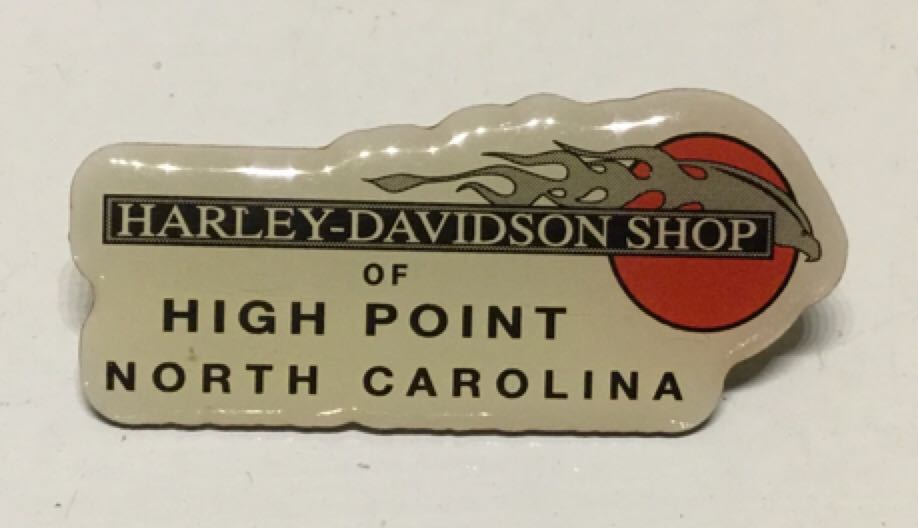 HARLEY-DAVIDSON SHOP
OF
HIGH POINT
NORTH CAROLINA